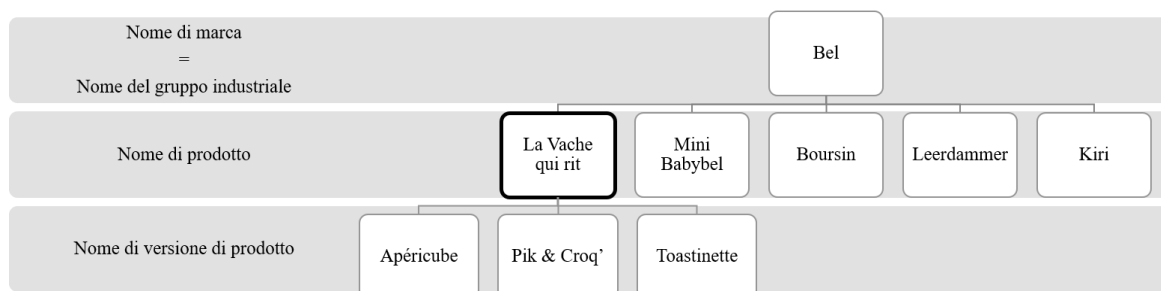 Nome di marca
=
Nome del gruppo industriale
Bel
Nome di prodotto
La Vache
qui rit
Mini
Babybel
Boursin
Leerdammer
Kiri
Nome di versione di prodotto
Apéricube
Pik & Croq’
Toastinette